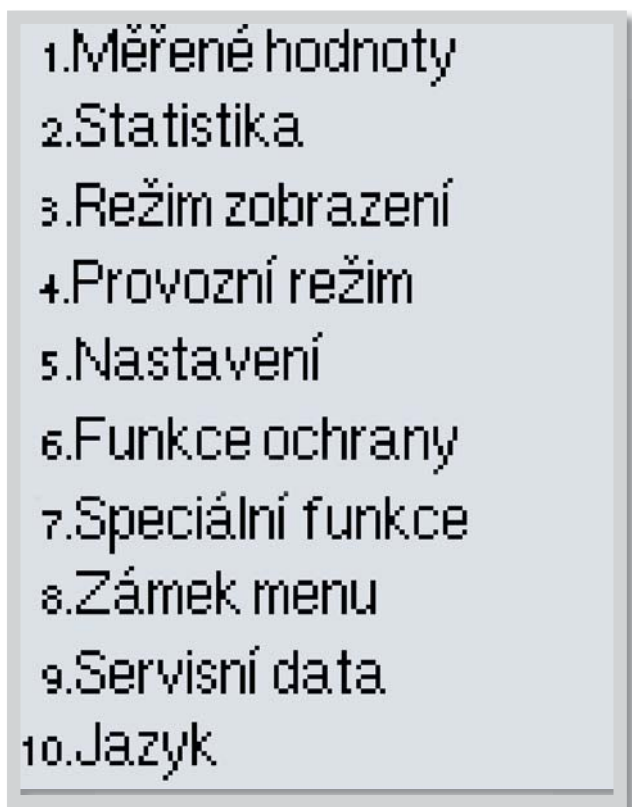 1.Měřené hodnoty
2.Statistika
3.Režim zobrazení
4.Provozní režim
5.Nastavení
6.Funkce ochrany
7.Speciální funkce
8.Zámek menu
9.Servisní data
10.Jazyk